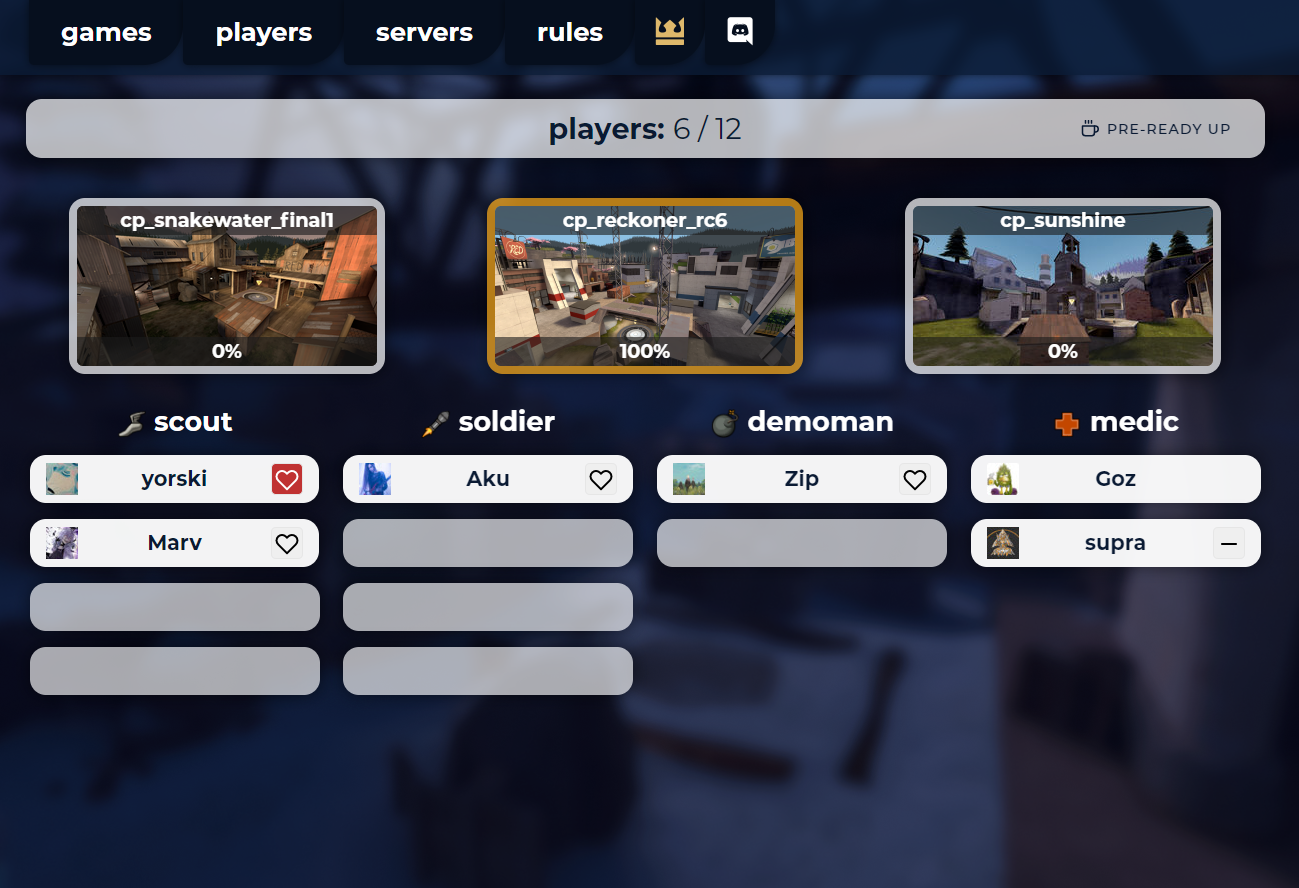 games players servers rules
players: 6 / 12 PRE-READY UP
cp_snakewater_final1 cp_reckoner_rc6 cp_sunshine
RED
0% 100% 0%
scout soldier demoman medic
yorski Aku Zip Goz
Marv supra